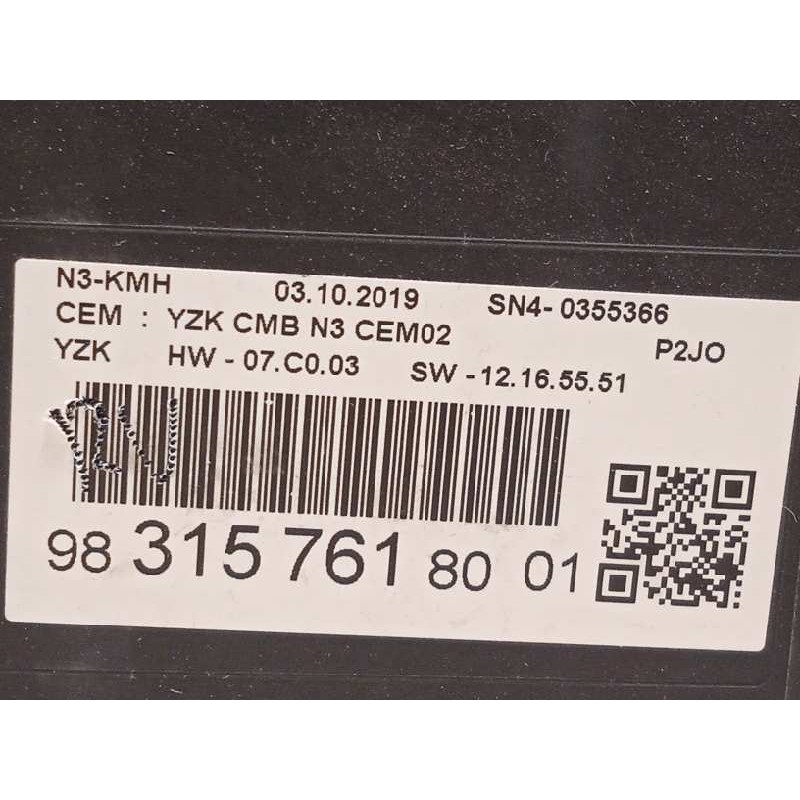 N3-KMH 03.10.2019 SN4-0355366
CEM : YZK CMB N3 CEM02 P2JO
YZK HW - 07.C0.03 SW -12.16.55.51
98 315 761 80 01